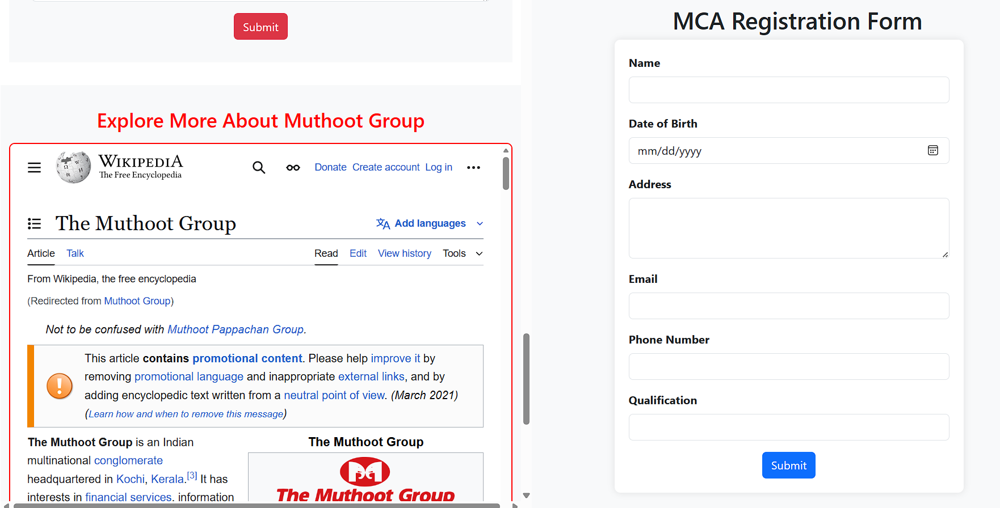 Submit
Explore More About Muthoot Group
WIKIPEDIA
The Free Encyclopedia
Donate Create account Log in
The Muthoot Group
Add languages
Article Talk Read Edit View history Tools
From Wikipedia, the free encyclopedia
(Redirected from Muthoot Group)
Not to be confused with Muthoot Pappachan Group.
This article contains promotional content. Please help improve it by
removing promotional language and inappropriate external links, and by
adding encyclopedic text written from a neutral point of view. (March 2021)
(Learn how and when to remove this message)
The Muthoot Group is an Indian
multinational conglomerate
headquartered in Kochi, Kerala.[3] It has
interests in financial services, information
The Muthoot Group
The Muthoot Group
MCA Registration Form
Name
Date of Birth
mm/dd/yyyy
Address
Email
Phone Number
Qualification
Submit